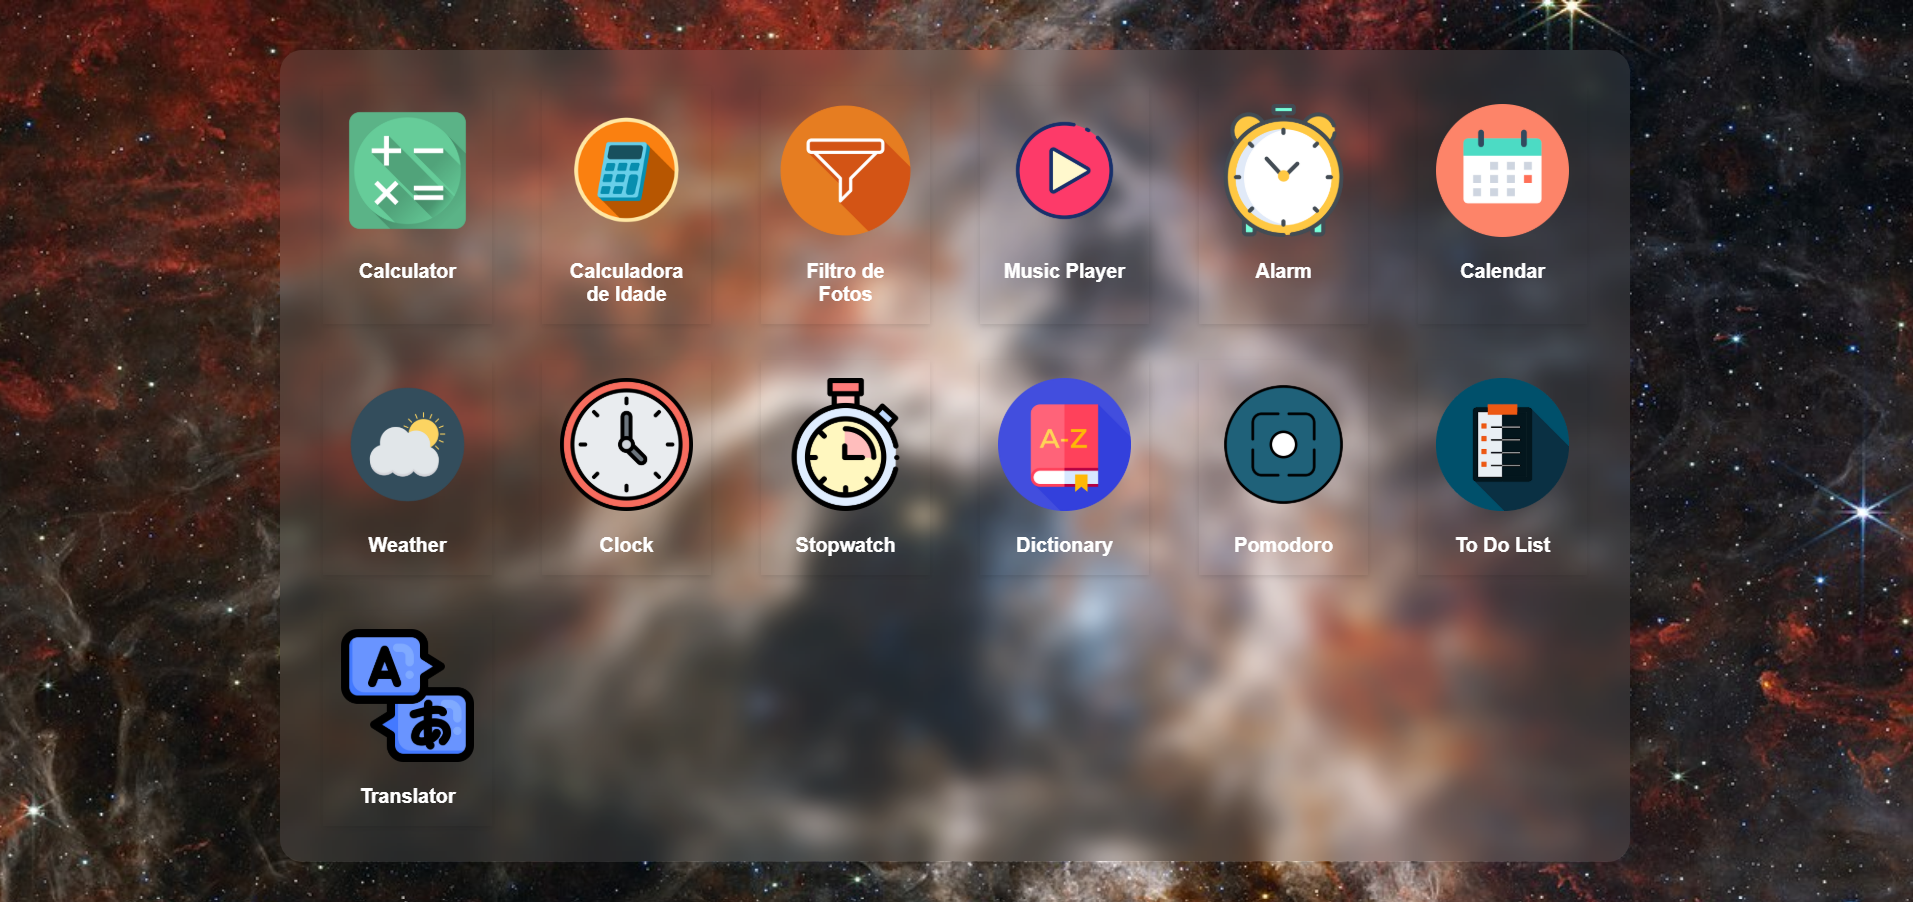 Calculator
Calculadora
de Idade
Filtro de
Fotos
Music Player
Alarm
Calendar
A-Z
Weather
Clock
Stopwatch
Dictionary
Pomodoro
To Do List
A
あ
Translator